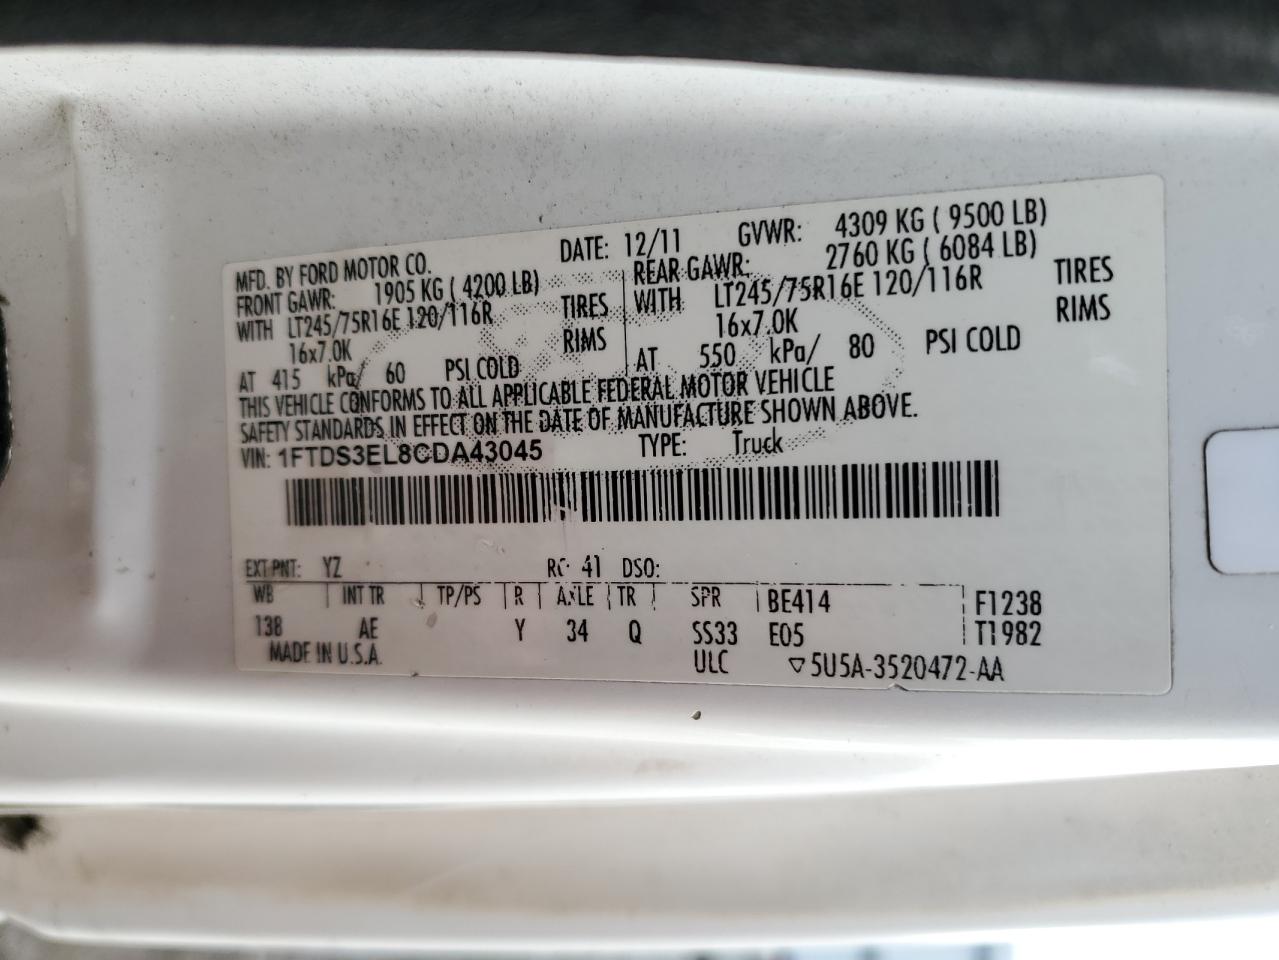 MFD. BY FORD MOTOR CO. DATE: 12/11 GVWR: 4309 KG ( 9500 LB)
FRONT GAWR: 1905 KG ( 4200 LB) REAR GAWR: 2760 KG ( 6084 LB)
WITH LT245/75R16E 120/116R TIRES WITH LT245/75R16E 120/116R TIRES
16x7.0K RIMS 16x7.0K RIMS
AT 415 kPa/ 60 PSI COLD AT 550 kPa/ 80 PSI COLD
THIS VEHICLE CONFORMS TO ALL APPLICABLE FEDERAL MOTOR VEHICLE
SAFETY STANDARDS IN EFFECT ON THE DATE OF MANUFACTURE SHOWN ABOVE.
VIN: 1FTDS3EL8CDA43045 TYPE: Truck
EXT PNT: YZ RC: 41 DSO:
WB INT TR TP/PS R AXLE TR SPR BE414 F1238
138 AE Y 34 Q SS33 E05 T1982
MADE IN U.S.A. ULC ▽5U5A-3520472-AA